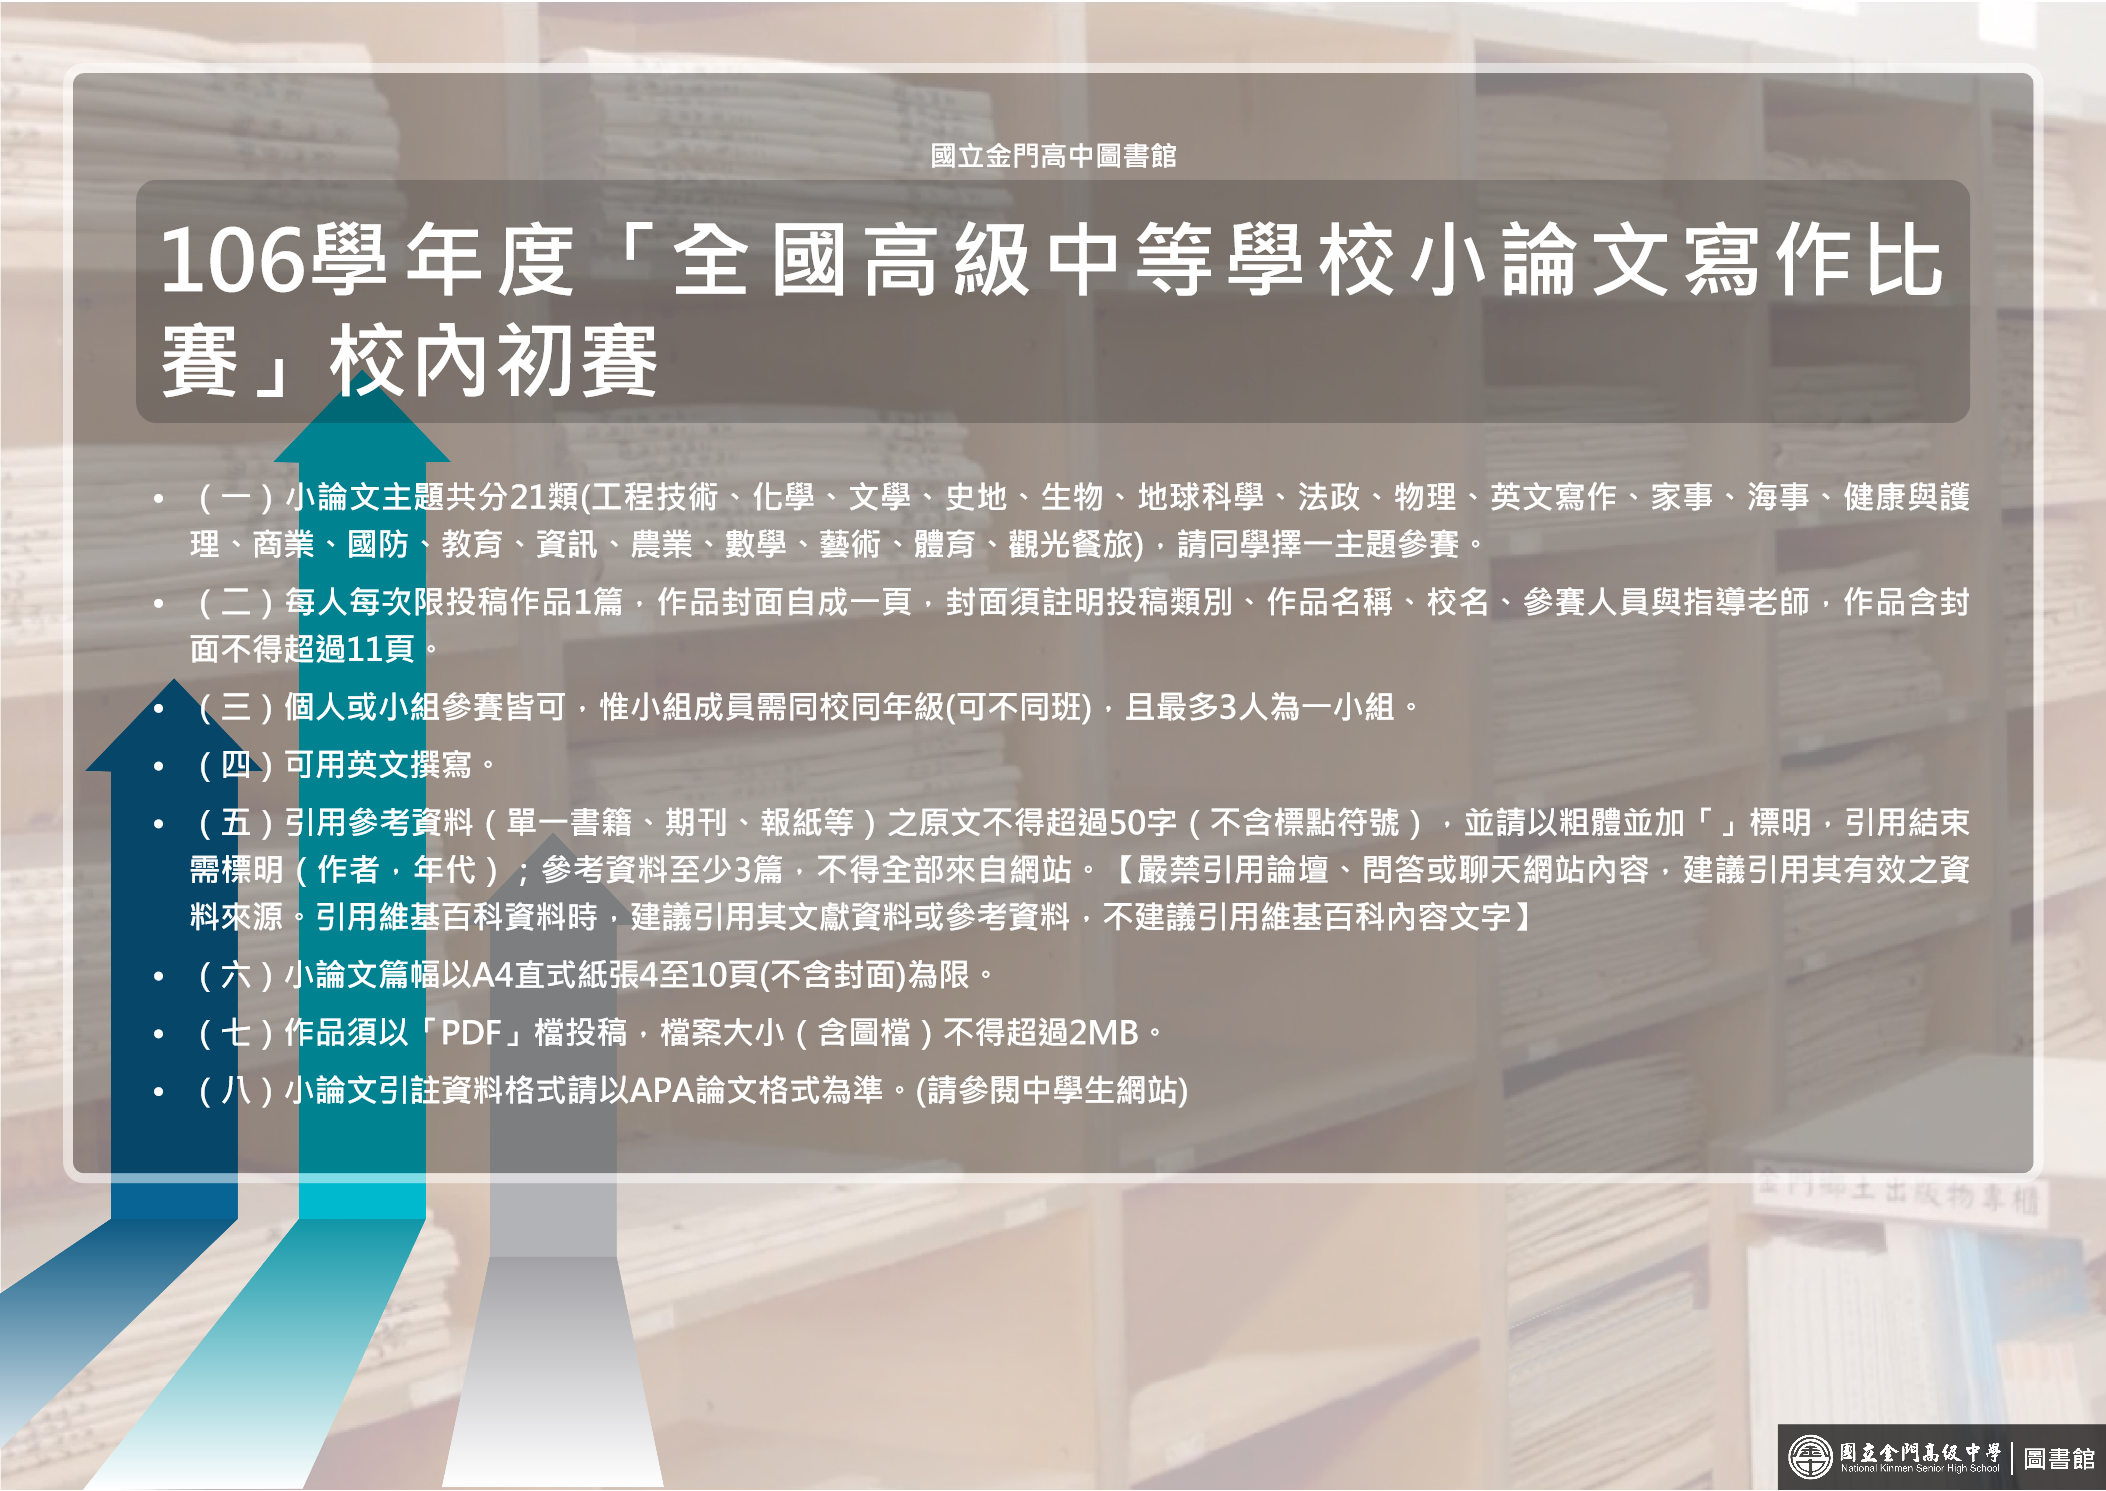 國立金門高中圖書館
106學年度「全國高級中等學校小論文寫作比
賽」校內初賽
• （一）小論文主題共分21類(工程技術、化學、文學、史地、生物、地球科學、法政、物理、英文寫作、家事、海事、健康與護
理、商業、國防、教育、資訊、農業、數學、藝術、體育、觀光餐旅)，請同學擇一主題參賽。
• （二）每人每次限投稿作品1篇，作品封面自成一頁，封面須註明投稿類別、作品名稱、校名、參賽人員與指導老師，作品含封
面不得超過11頁。
• （三）個人或小組參賽皆可，惟小組成員需同校同年級(可不同班)，且最多3人為一小組。
• （四）可用英文撰寫。
• （五）引用參考資料（單一書籍、期刊、報紙等）之原文不得超過50字（不含標點符號），並請以粗體並加「」標明，引用結束
需標明（作者，年代）；參考資料至少3篇，不得全部來自網站。【嚴禁引用論壇、問答或聊天網站內容，建議引用其有效之資
料來源。引用維基百科資料時，建議引用其文獻資料或參考資料，不建議引用維基百科內容文字】
• （六）小論文篇幅以A4直式紙張4至10頁(不含封面)為限。
• （七）作品須以「PDF」檔投稿，檔案大小（含圖檔）不得超過2MB。
• （八）小論文引註資料格式請以APA論文格式為準。(請參閱中學生網站)
金門鄉土出版物專櫃
國立金門高級中學
National Kinmen Senior High School
圖書館